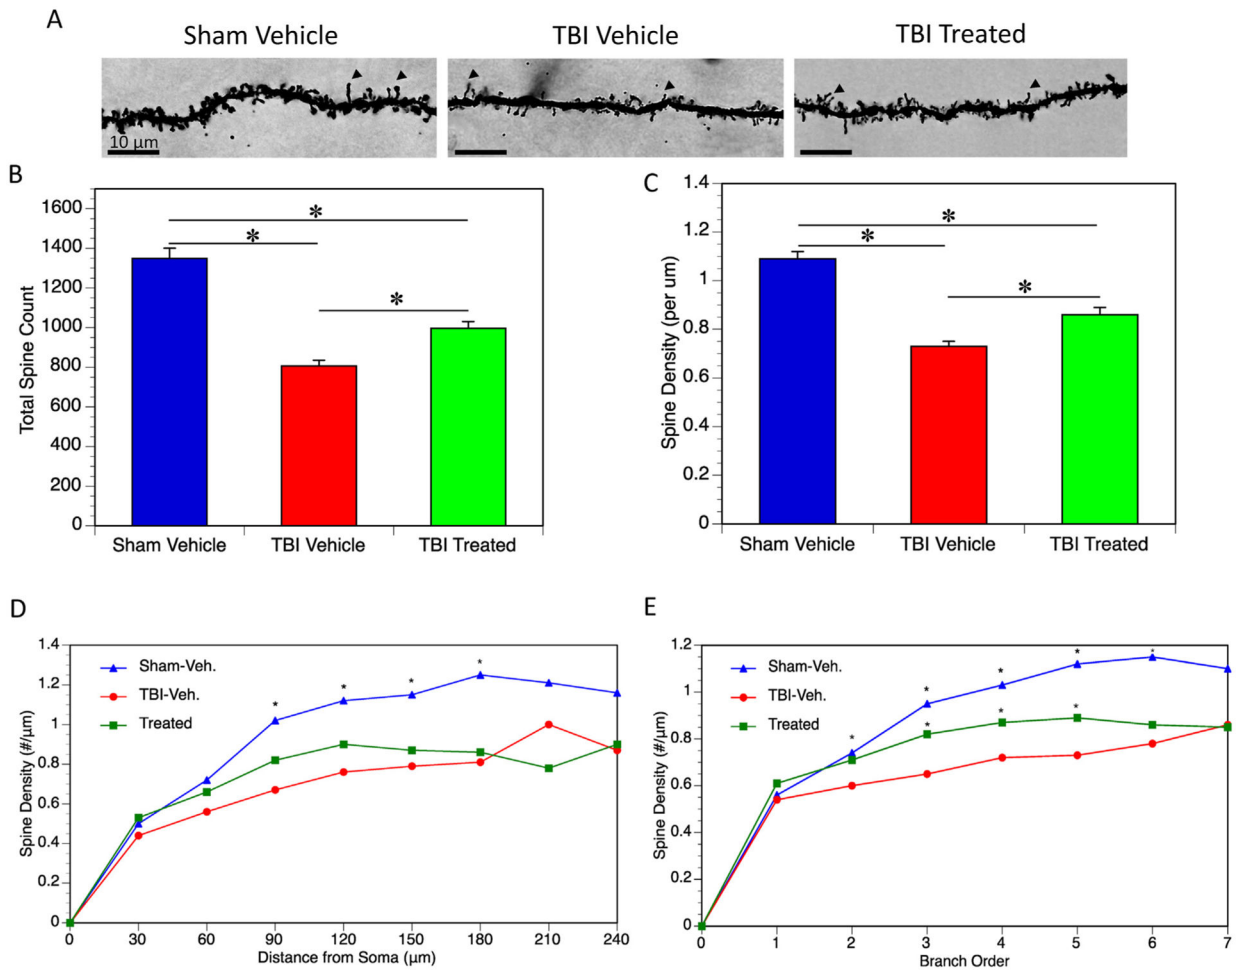 A
Sham Vehicle
TBI Vehicle
TBI Treated
10 µm
B
Total Spine Count
1600
1400
1200
1000
800
600
400
200
0
*
*
*
Sham Vehicle
TBI Vehicle
TBI Treated
C
Spine Density (per um)
1.4
1.2
1
0.8
0.6
0.4
0.2
0
*
*
*
Sham Vehicle
TBI Vehicle
TBI Treated
D
Spine Density (#/µm)
1.4
1.2
1
0.8
0.6
0.4
0.2
0
Sham-Veh.
TBI-Veh.
Treated
* * * *
0 30 60 90 120 150 180 210 240
Distance from Soma (µm)
E
Spine Density (#/µm)
1.2
1
0.8
0.6
0.4
0.2
0
Sham-Veh.
TBI-Veh.
Treated
* * * * *
* * *
0 1 2 3 4 5 6 7
Branch Order